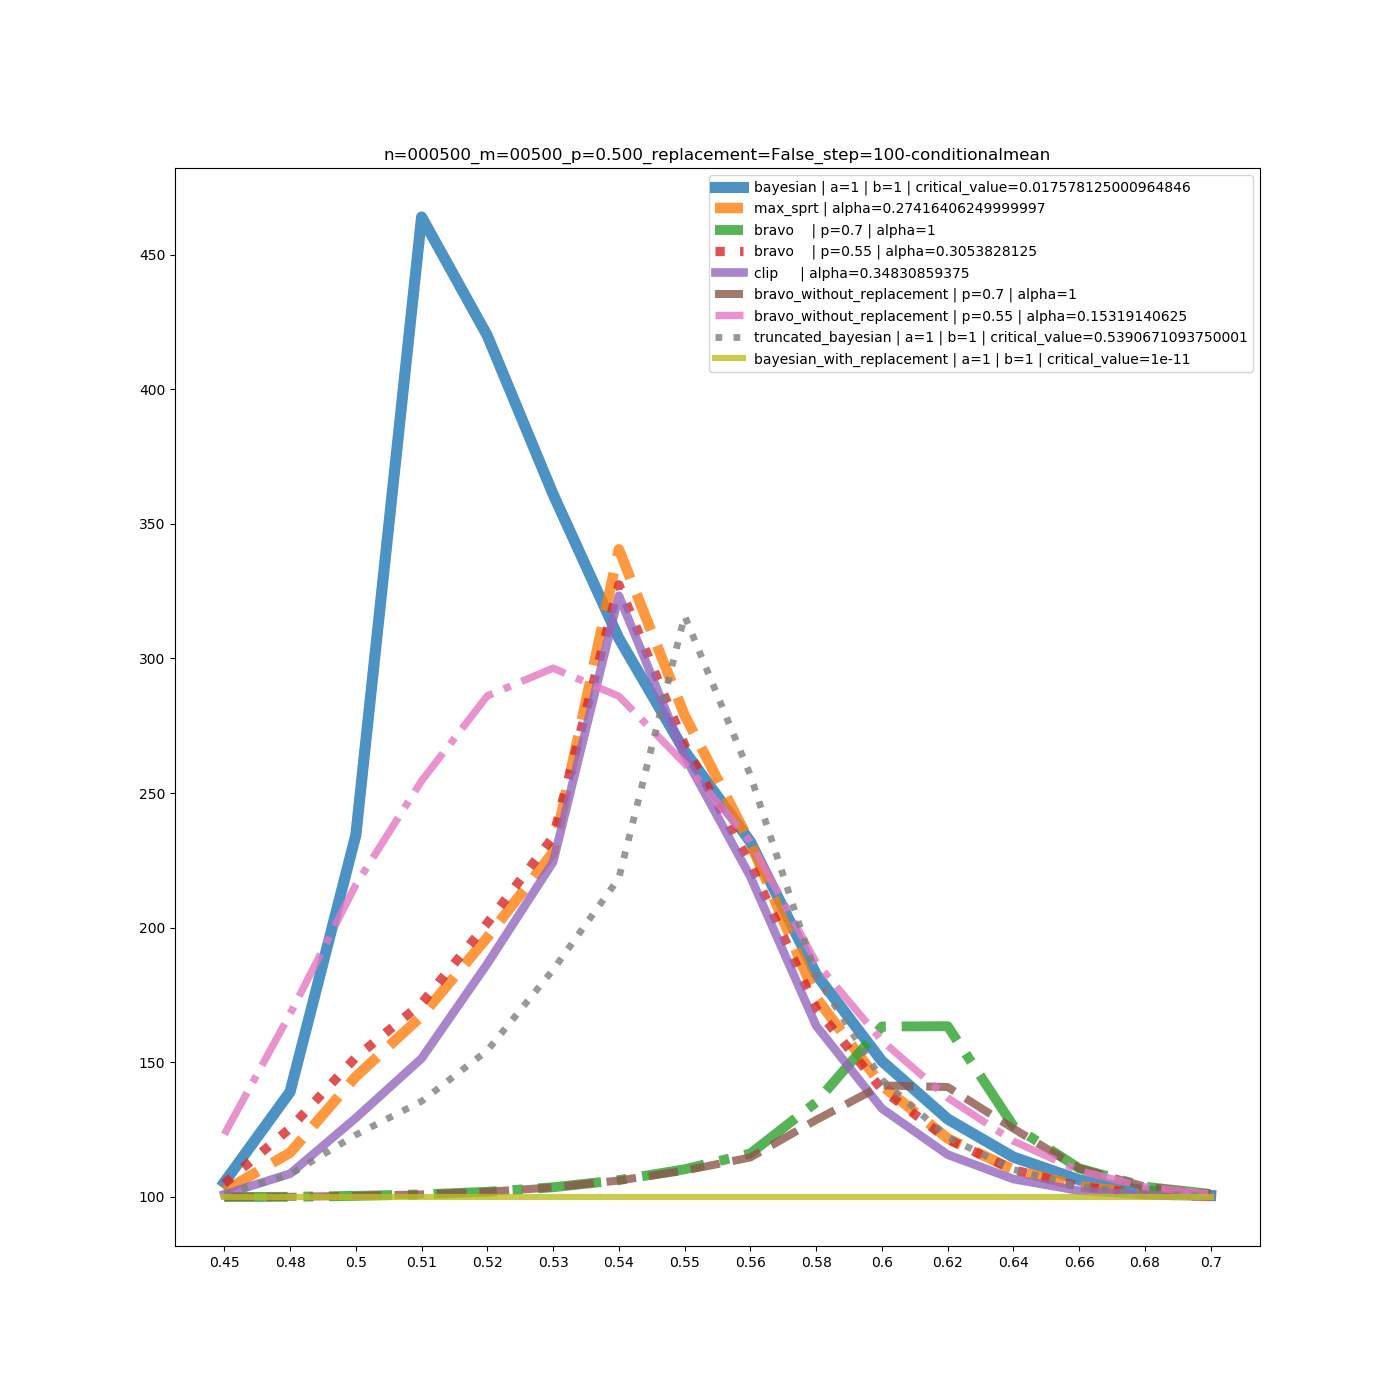 n=000500_m=00500_p=0.500_replacement=False_step=100-conditionalmean
bayesian | a=1 | b=1 | critical_value=0.017578125000964846
max_sprt | alpha=0.27416406249999997
bravo | p=0.7 | alpha=1
bravo | p=0.55 | alpha=0.3053828125
clip | alpha=0.34830859375
bravo_without_replacement | p=0.7 | alpha=1
bravo_without_replacement | p=0.55 | alpha=0.15319140625
truncated_bayesian | a=1 | b=1 | critical_value=0.5390671093750001
bayesian_with_replacement | a=1 | b=1 | critical_value=1e-11
450
400
350
300
250
200
150
100
0.45 0.48 0.5 0.51 0.52 0.53 0.54 0.55 0.56 0.58 0.6 0.62 0.64 0.66 0.68 0.7